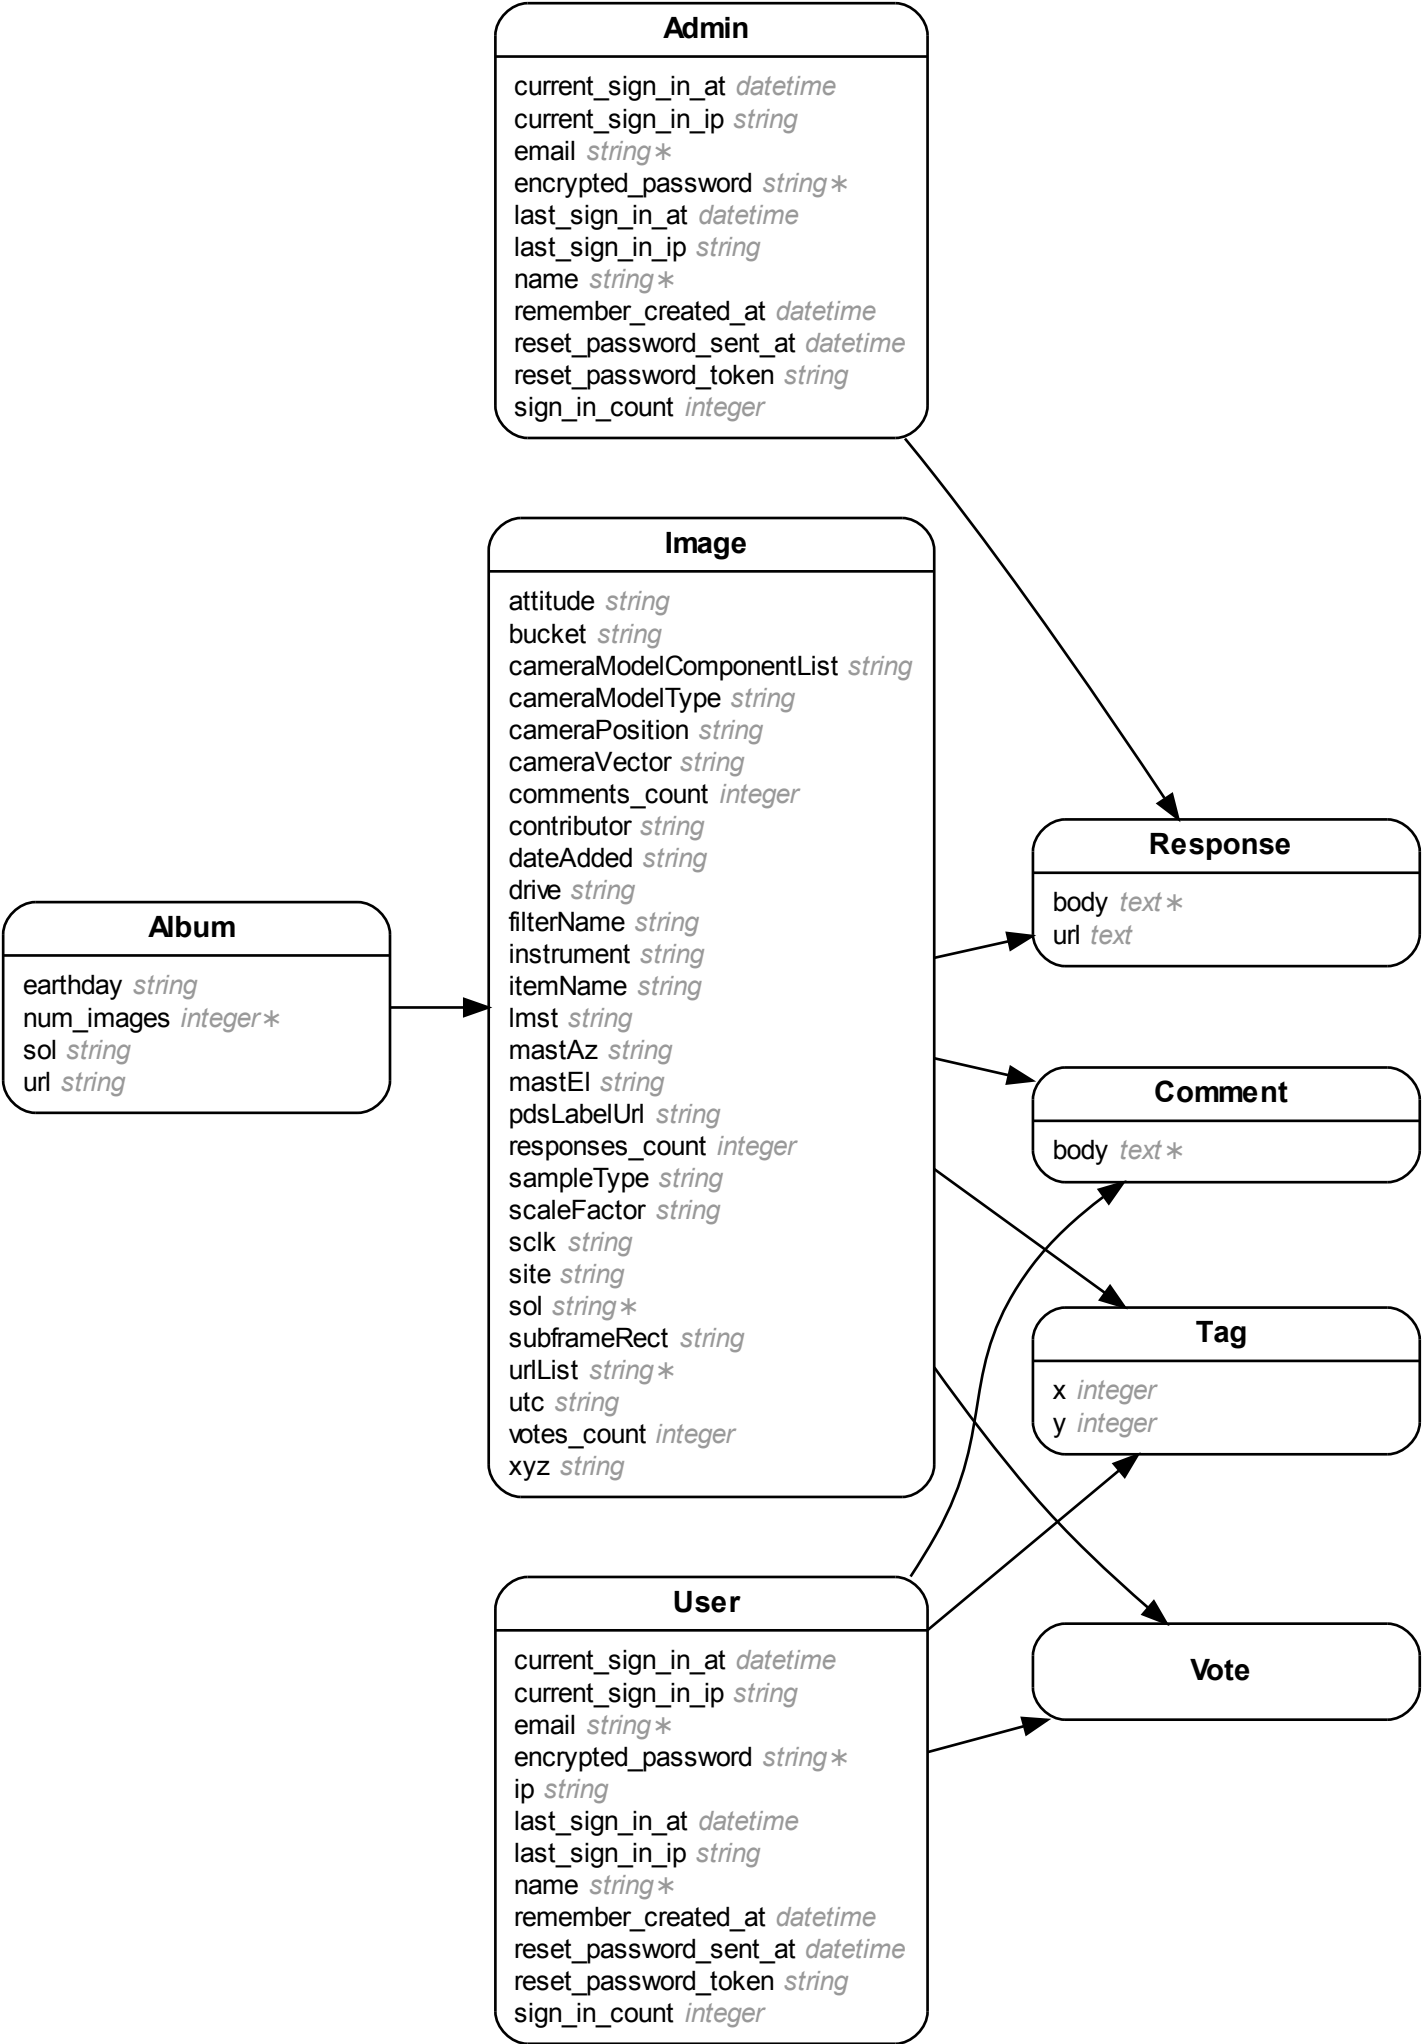 Admin
current_sign_in_at datetime
current_sign_in_ip string
email string∗
encrypted_password string∗
last_sign_in_at datetime
last_sign_in_ip string
name string∗
remember_created_at datetime
reset_password_sent_at datetime
reset_password_token string
sign_in_count integer
Image
attitude string
bucket string
cameraModelComponentList string
cameraModelType string
cameraPosition string
cameraVector string
comments_count integer
contributor string
dateAdded string
drive string
filterName string
instrument string
itemName string
lmst string
mastAz string
mastEl string
pdsLabelUrl string
responses_count integer
sampleType string
scaleFactor string
sclk string
site string
sol string∗
subframeRect string
urlList string∗
utc string
votes_count integer
xyz string
Album
earthday string
num_images integer∗
sol string
url string
Response
body text∗
url text
Comment
body text∗
Tag
x integer
y integer
Vote
User
current_sign_in_at datetime
current_sign_in_ip string
email string∗
encrypted_password string∗
ip string
last_sign_in_at datetime
last_sign_in_ip string
name string∗
remember_created_at datetime
reset_password_sent_at datetime
reset_password_token string
sign_in_count integer